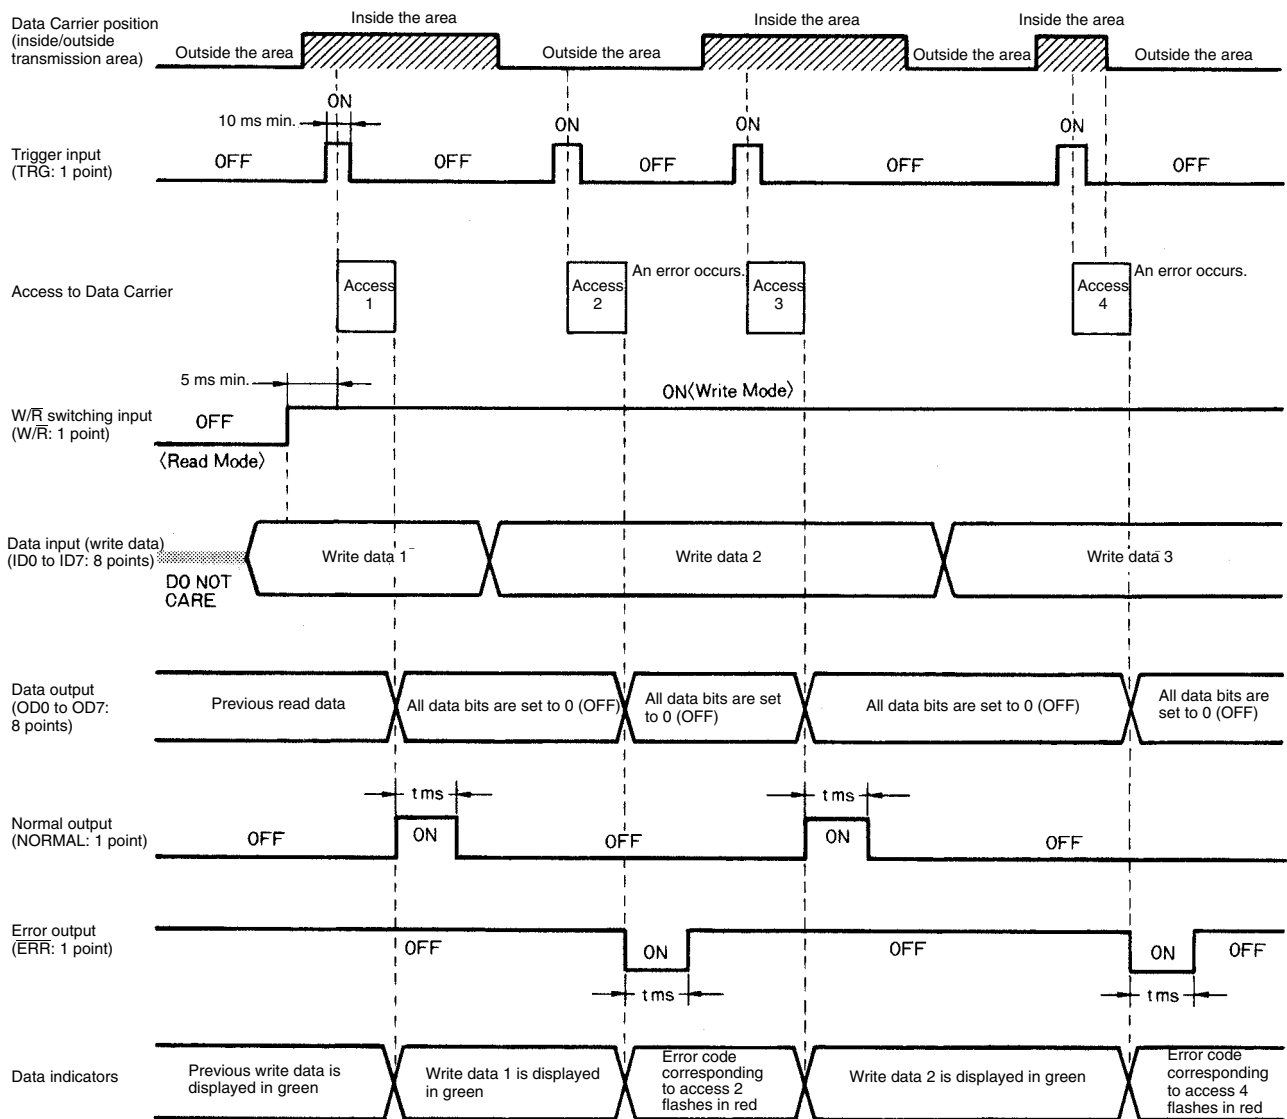 Data Carrier position
(inside/outside
transmission area)
Outside the area
Inside the area
Outside the area
Inside the area
Outside the area
Inside the area
Outside the area
ON
10 ms min.
ON
ON
ON
Trigger input
(TRG: 1 point)
OFF
OFF
OFF
OFF
OFF
Access to Data Carrier
Access
1
Access
2
An error occurs.
Access
3
Access
4
An error occurs.
5 ms min.
W/R̅ switching input
(W/R̅: 1 point)
OFF
ON〈Write Mode〉
〈Read Mode〉
Data input (write data)
(ID0 to ID7: 8 points)
DO NOT
CARE
Write data 1
Write data 2
Write data 3
Data output
(OD0 to OD7:
8 points)
Previous read data
All data bits are set to 0 (OFF)
All data bits are set
to 0 (OFF)
All data bits are set to 0 (OFF)
All data bits are
set to 0 (OFF)
t ms
t ms
Normal output
(NORMAL: 1 point)
OFF
ON
OFF
ON
OFF
Error output
(E̅R̅R̅: 1 point)
OFF
ON
OFF
ON
OFF
t ms
t ms
Data indicators
Previous write data is
displayed in green
Write data 1 is displayed
in green
Error code
corresponding
to access 2
flashes in red
Write data 2 is displayed in green
Error code
corresponding
to access 4
flashes in red